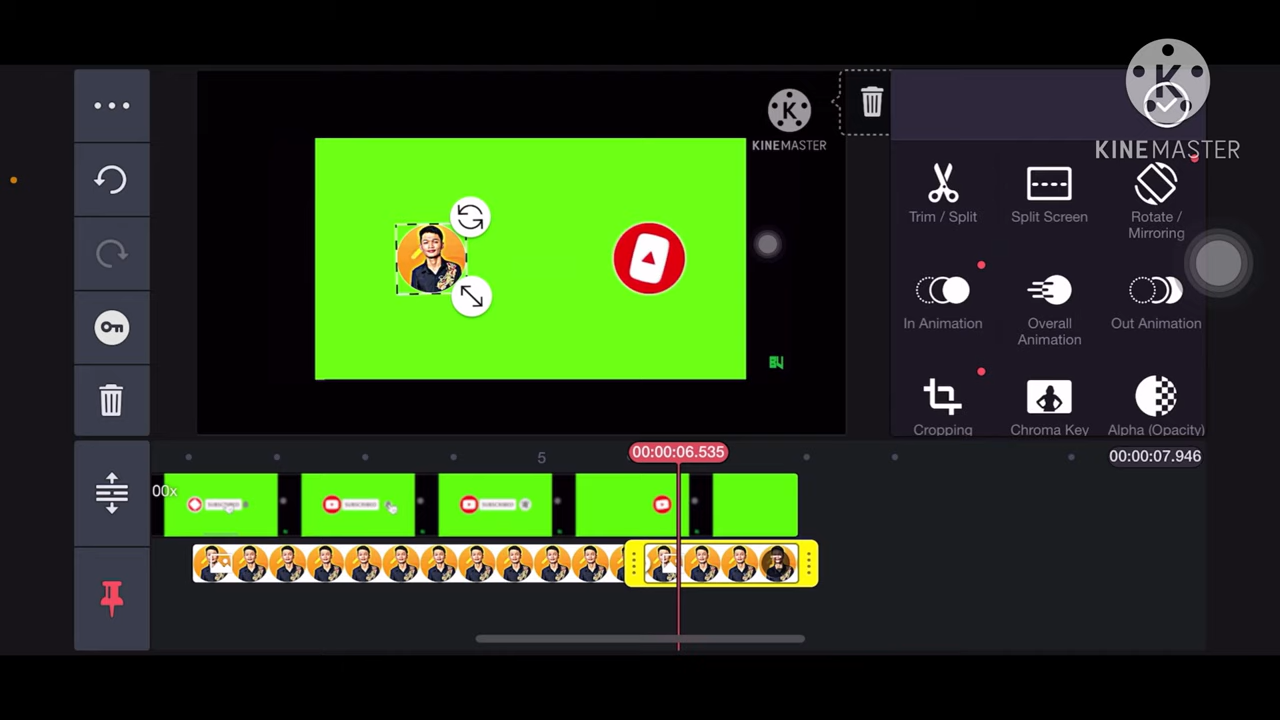 KINEMASTER
KINEMASTER
Trim / Split
Split Screen
Rotate /
Mirroring
In Animation
Overall
Animation
Out Animation
Cropping
Chroma Key
Alpha (Opacity)
5
00:00:06.535
00:00:07.946
00x